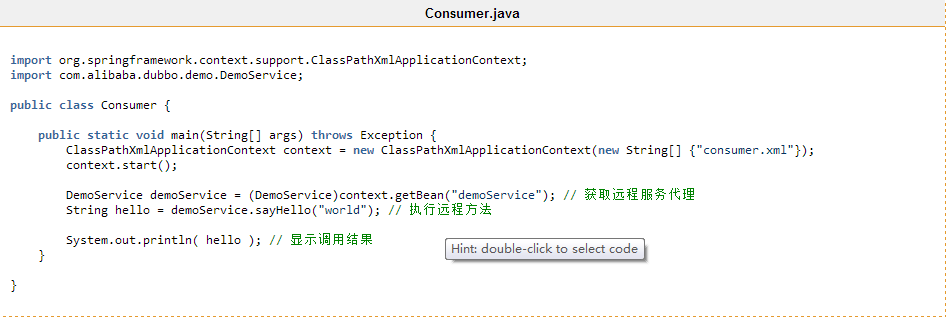 Consumer.java
import org.springframework.context.support.ClassPathXmlApplicationContext;
import com.alibaba.dubbo.demo.DemoService;
public class Consumer {
public static void main(String[] args) throws Exception {
ClassPathXmlApplicationContext context = new ClassPathXmlApplicationContext(new String[] {"consumer.xml"});
context.start();
DemoService demoService = (DemoService)context.getBean("demoService"); // 获取远程服务代理
String hello = demoService.sayHello("world"); // 执行远程方法
System.out.println( hello ); // 显示调用结果
Hint: double-click to select code
}
}